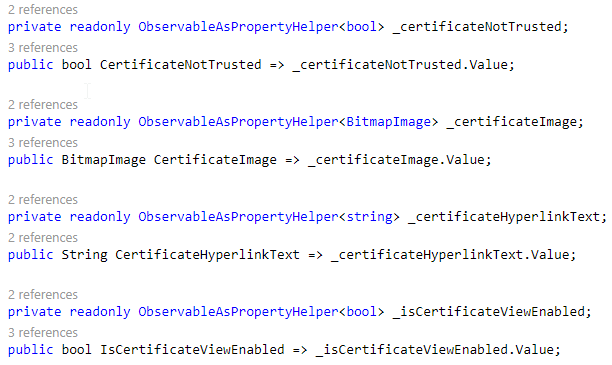 2 references
private readonly ObservableAsPropertyHelper<bool> _certificateNotTrusted;
3 references
public bool CertificateNotTrusted => _certificateNotTrusted.Value;
2 references
private readonly ObservableAsPropertyHelper<BitmapImage> _certificateImage;
3 references
public BitmapImage CertificateImage => _certificateImage.Value;
2 references
private readonly ObservableAsPropertyHelper<string> _certificateHyperlinkText;
2 references
public String CertificateHyperlinkText => _certificateHyperlinkText.Value;
2 references
private readonly ObservableAsPropertyHelper<bool> _isCertificateViewEnabled;
3 references
public bool IsCertificateViewEnabled => _isCertificateViewEnabled.Value;